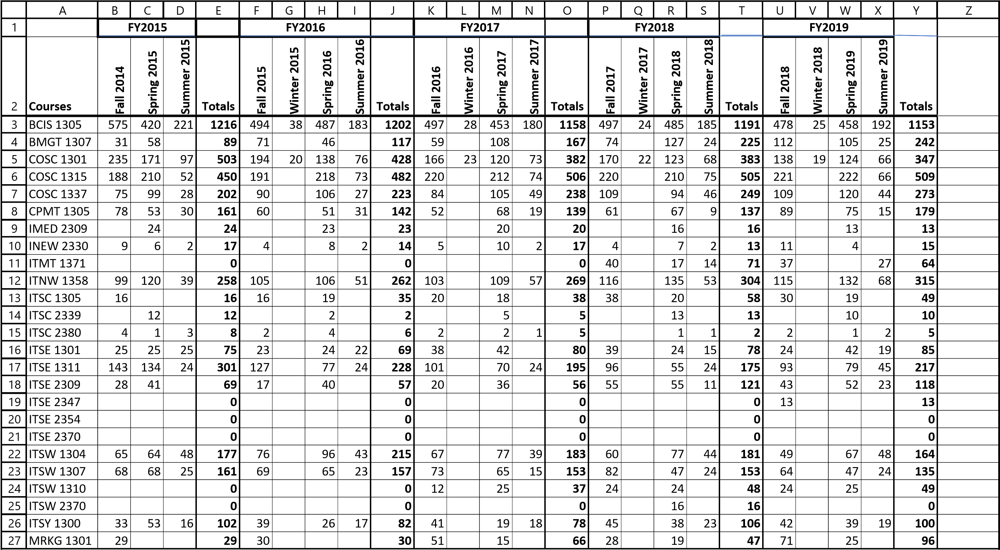 A B C D E F G H I J K L M N O P Q R S T U V W X Y Z
1 FY2015 FY2016 FY2017 FY2018 FY2019
2 Courses Fall 2014 Spring 2015 Summer 2015 Totals Fall 2015 Winter 2015 Spring 2016 Summer 2016 Totals Fall 2016 Winter 2016 Spring 2017 Summer 2017 Totals Fall 2017 Winter 2017 Spring 2018 Summer 2018 Totals Fall 2018 Winter 2018 Spring 2019 Summer 2019 Totals
3 BCIS 1305 575 420 221 1216 494 38 487 183 1202 497 28 453 180 1158 497 24 485 185 1191 478 25 458 192 1153
4 BMGT 1307 31 58 89 71 46 117 59 108 167 74 127 24 225 112 105 25 242
5 COSC 1301 235 171 97 503 194 20 138 76 428 166 23 120 73 382 170 22 123 68 383 138 19 124 66 347
6 COSC 1315 188 210 52 450 191 218 73 482 220 212 74 506 220 210 75 505 221 222 66 509
7 COSC 1337 75 99 28 202 90 106 27 223 84 105 49 238 109 94 46 249 109 120 44 273
8 CPMT 1305 78 53 30 161 60 51 31 142 52 68 19 139 61 67 9 137 89 75 15 179
9 IMED 2309 24 24 23 23 20 20 16 16 13 13
10 INEW 2330 9 6 2 17 4 8 2 14 5 10 2 17 4 7 2 13 11 4 15
11 ITMT 1371 0 0 0 40 17 14 71 37 27 64
12 ITNW 1358 99 120 39 258 105 106 51 262 103 109 57 269 116 135 53 304 115 132 68 315
13 ITSC 1305 16 16 16 19 35 20 18 38 38 20 58 30 19 49
14 ITSC 2339 12 12 2 2 5 5 13 13 10 10
15 ITSC 2380 4 1 3 8 2 4 6 2 2 1 5 1 1 2 2 1 2 5
16 ITSE 1301 25 25 25 75 23 24 22 69 38 42 80 39 24 15 78 24 42 19 85
17 ITSE 1311 143 134 24 301 127 77 24 228 101 70 24 195 96 55 24 175 93 79 45 217
18 ITSE 2309 28 41 69 17 40 57 20 36 56 55 55 11 121 43 52 23 118
19 ITSE 2347 0 0 0 0 13 13
20 ITSE 2354 0 0 0 0 0
21 ITSE 2370 0 0 0 0 0
22 ITSW 1304 65 64 48 177 76 96 43 215 67 77 39 183 60 77 44 181 49 67 48 164
23 ITSW 1307 68 68 25 161 69 65 23 157 73 65 15 153 82 47 24 153 64 47 24 135
24 ITSW 1310 0 0 12 25 37 24 24 48 24 25 49
25 ITSW 2370 0 0 0 16 16 0
26 ITSY 1300 33 53 16 102 39 26 17 82 41 19 18 78 45 38 23 106 42 39 19 100
27 MRKG 1301 29 29 30 30 51 15 66 28 19 47 71 25 96